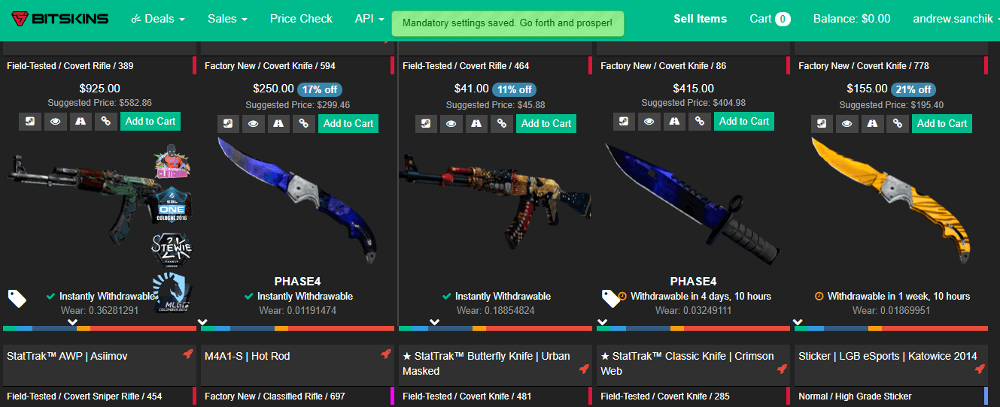 BITSKINS
Deals
Sales
Price Check
API
Mandatory settings saved. Go forth and prosper!
Sell Items
Cart 0
Balance: $0.00
andrew.sanchik
Field-Tested / Covert Rifle / 389
Factory New / Covert Knife / 594
Field-Tested / Covert Rifle / 464
Factory New / Covert Knife / 86
Factory New / Covert Knife / 778
$925.00
Suggested Price: $582.86
Add to Cart
$250.00 17% off
Suggested Price: $299.46
Add to Cart
$41.00 11% off
Suggested Price: $45.88
Add to Cart
$415.00
Suggested Price: $404.98
Add to Cart
$155.00 21% off
Suggested Price: $195.40
Add to Cart
ESL
ONE
COLOGNE 2016
STEWIE
2K
MLG
COLUMBUS 2016
Instantly Withdrawable
Wear: 0.36281291
PHASE4
Instantly Withdrawable
Wear: 0.01191474
Instantly Withdrawable
Wear: 0.18854824
PHASE4
Withdrawable in 4 days, 10 hours
Wear: 0.03249111
Withdrawable in 1 week, 10 hours
Wear: 0.01869951
StatTrak™ AWP | Asiimov
Field-Tested / Covert Sniper Rifle / 454
M4A1-S | Hot Rod
Factory New / Classified Rifle / 697
★ StatTrak™ Butterfly Knife | Urban
Masked
Field-Tested / Covert Knife / 481
★ StatTrak™ Classic Knife | Crimson
Web
Field-Tested / Covert Knife / 285
Sticker | LGB eSports | Katowice 2014
Normal / High Grade Sticker